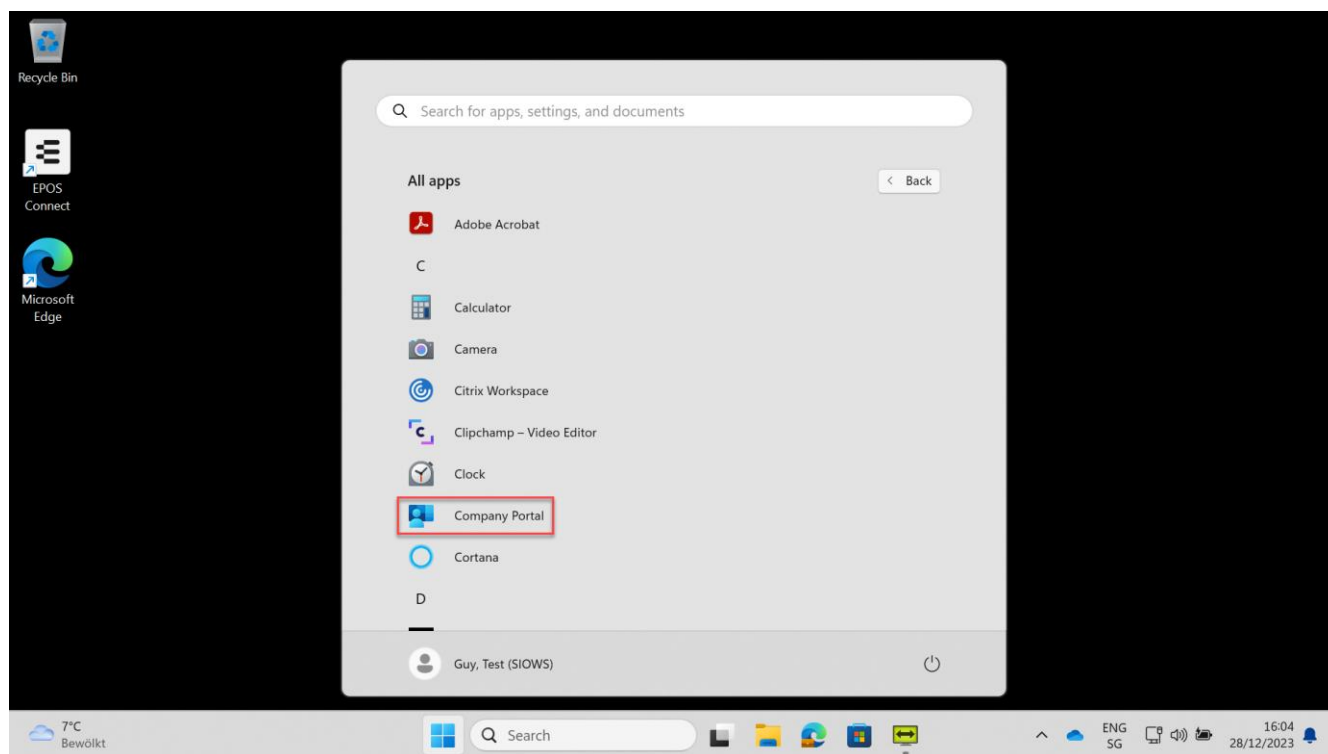 Recycle Bin
EPOS
Connect
Microsoft
Edge
Search for apps, settings, and documents
All apps
Back
Adobe Acrobat
C
Calculator
Camera
Citrix Workspace
Clipchamp – Video Editor
Clock
Company Portal
Cortana
D
Guy, Test (SIOWS)
7°C
Bewölkt
Search
ENG
SG
16:04
28/12/2023